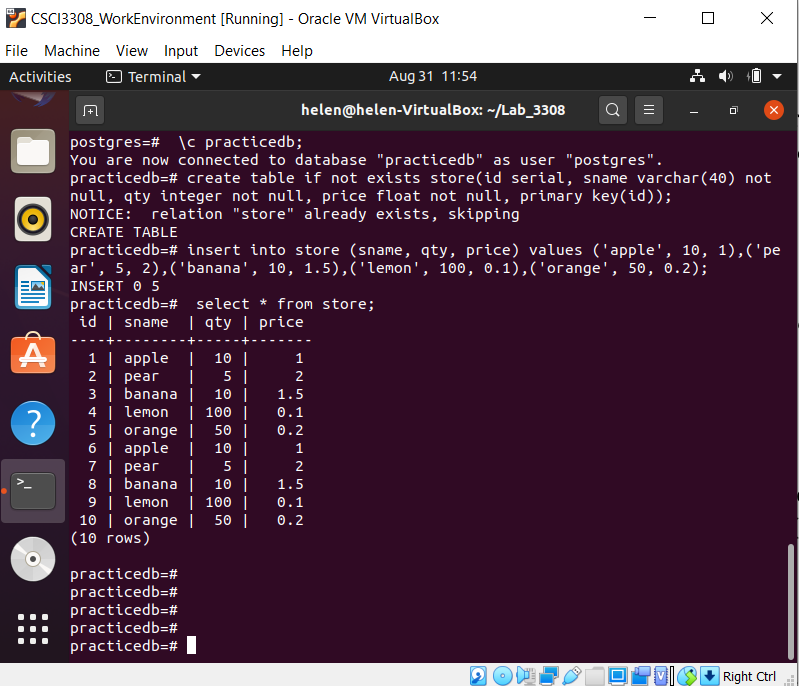 CSCI3308_WorkEnvironment [Running] - Oracle VM VirtualBox
File Machine View Input Devices Help
Activities Terminal Aug 31 11:54
helen@helen-VirtualBox: ~/Lab_3308
postgres=#  \c practicedb;
You are now connected to database "practicedb" as user "postgres".
practicedb=# create table if not exists store(id serial, sname varchar(40) not
null, qty integer not null, price float not null, primary key(id));
NOTICE:  relation "store" already exists, skipping
CREATE TABLE
practicedb=# insert into store (sname, qty, price) values ('apple', 10, 1),('pe
ar', 5, 2),('banana', 10, 1.5),('lemon', 100, 0.1),('orange', 50, 0.2);
INSERT 0 5
practicedb=#  select * from store;
 id | sname  | qty | price
----+--------+-----+-------
  1 | apple  |  10 |     1
  2 | pear   |   5 |     2
  3 | banana |  10 |   1.5
  4 | lemon  | 100 |   0.1
  5 | orange |  50 |   0.2
  6 | apple  |  10 |     1
  7 | pear   |   5 |     2
  8 | banana |  10 |   1.5
  9 | lemon  | 100 |   0.1
 10 | orange |  50 |   0.2
(10 rows)
practicedb=#
practicedb=#
practicedb=#
practicedb=#
practicedb=#
Right Ctrl